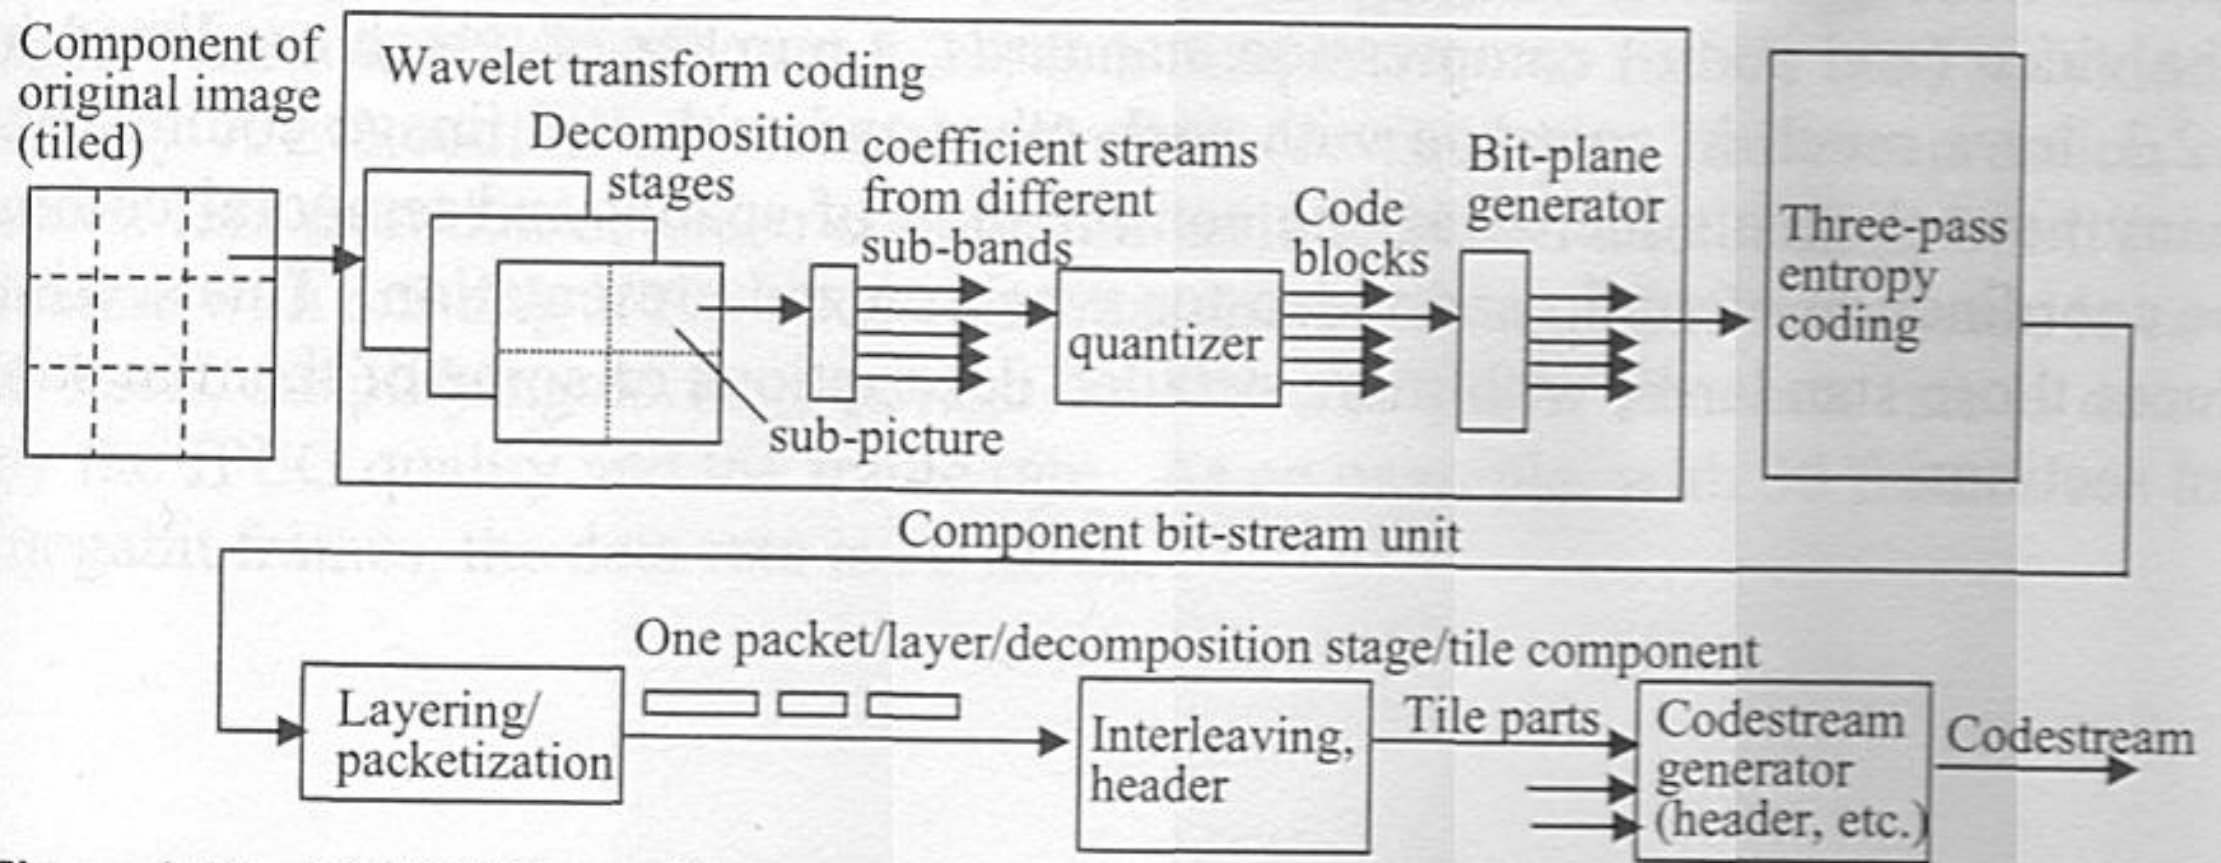 Component of
original image
(tiled)
Wavelet transform coding
Decomposition
stages
coefficient streams
from different
sub-bands
Code
blocks
Bit-plane
generator
Three-pass
entropy
coding
quantizer
sub-picture
Component bit-stream unit
One packet/layer/decomposition stage/tile component
Layering/
packetization
Interleaving,
header
Tile parts
Codestream
generator
(header, etc.)
Codestream